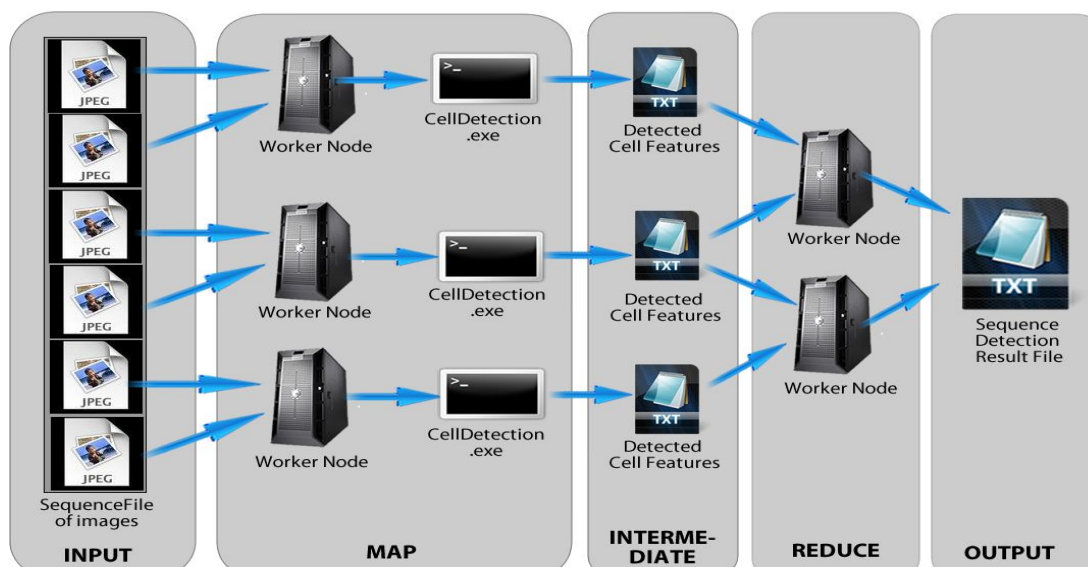 JPEG
JPEG
JPEG
JPEG
JPEG
JPEG
SequenceFile
of images
INPUT
Worker Node
>_
CellDetection
.exe
Worker Node
>_
CellDetection
.exe
Worker Node
>_
CellDetection
.exe
MAP
TXT
Detected
Cell Features
TXT
Detected
Cell Features
TXT
Detected
Cell Features
INTERME-
DIATE
Worker Node
Worker Node
REDUCE
TXT
Sequence
Detection
Result File
OUTPUT